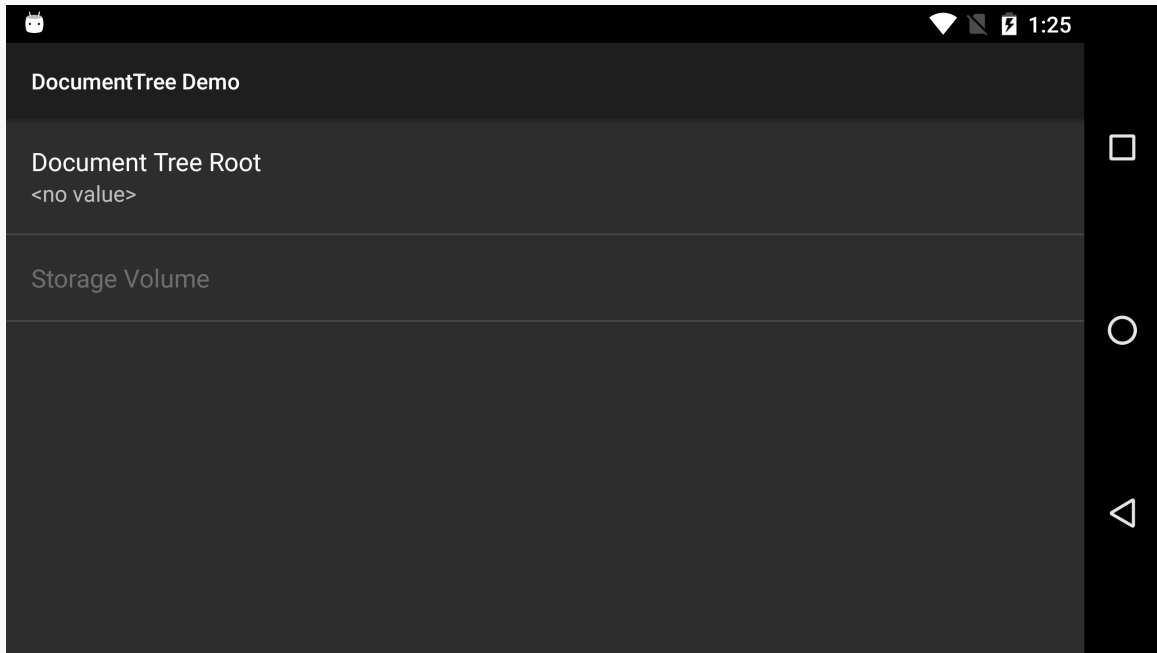 1:25
DocumentTree Demo
Document Tree Root
<no value>
Storage Volume